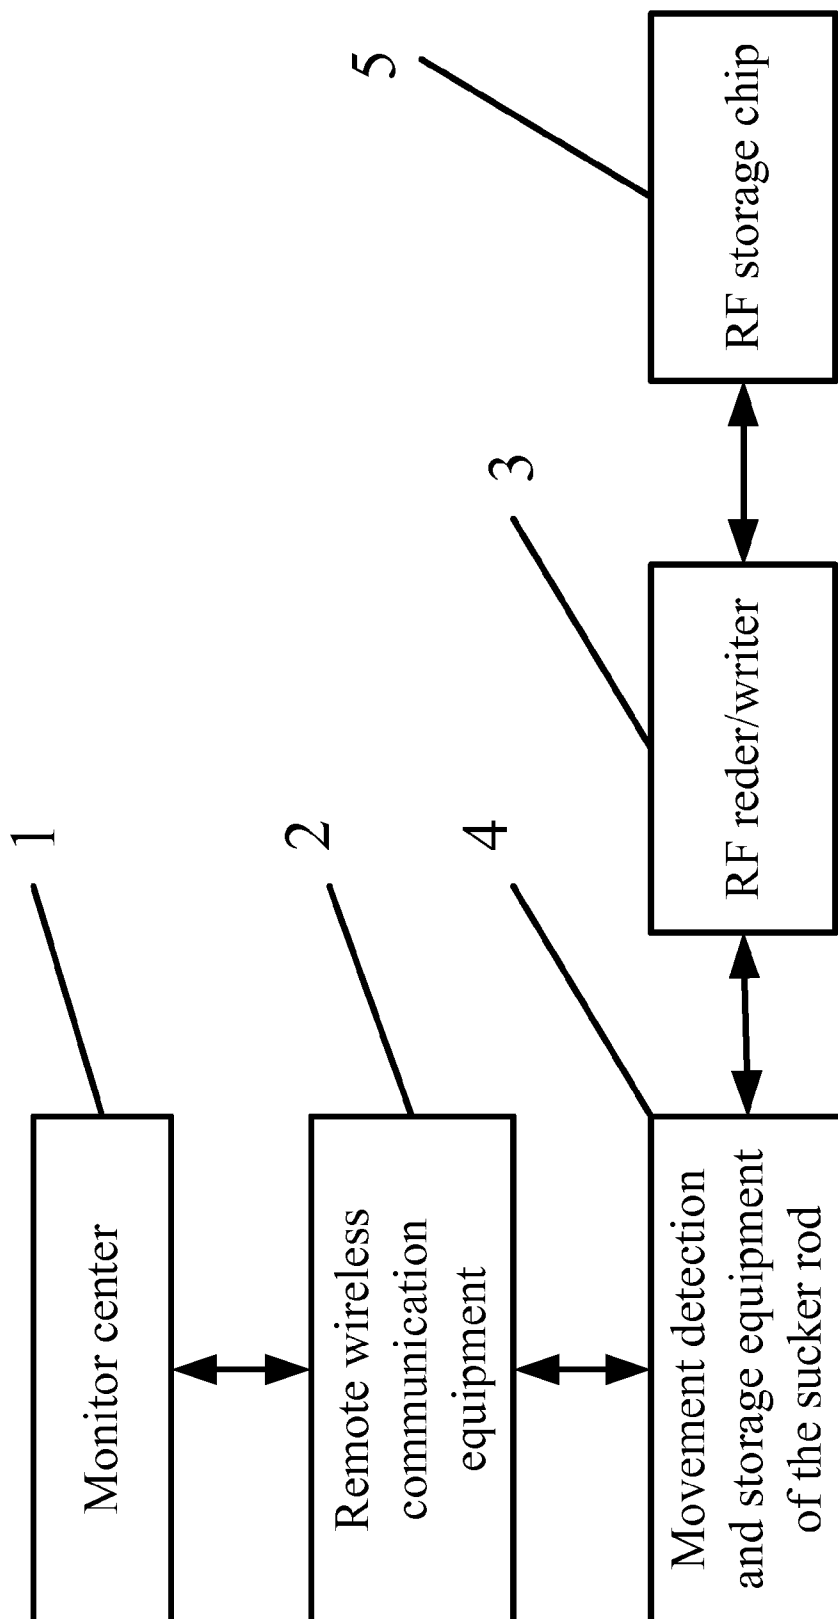 1
Monitor center
2
Remote wireless
communication
equipment
4
Movement detection
and storage equipment
of the sucker rod
3
RF reder/writer
5
RF storage chip